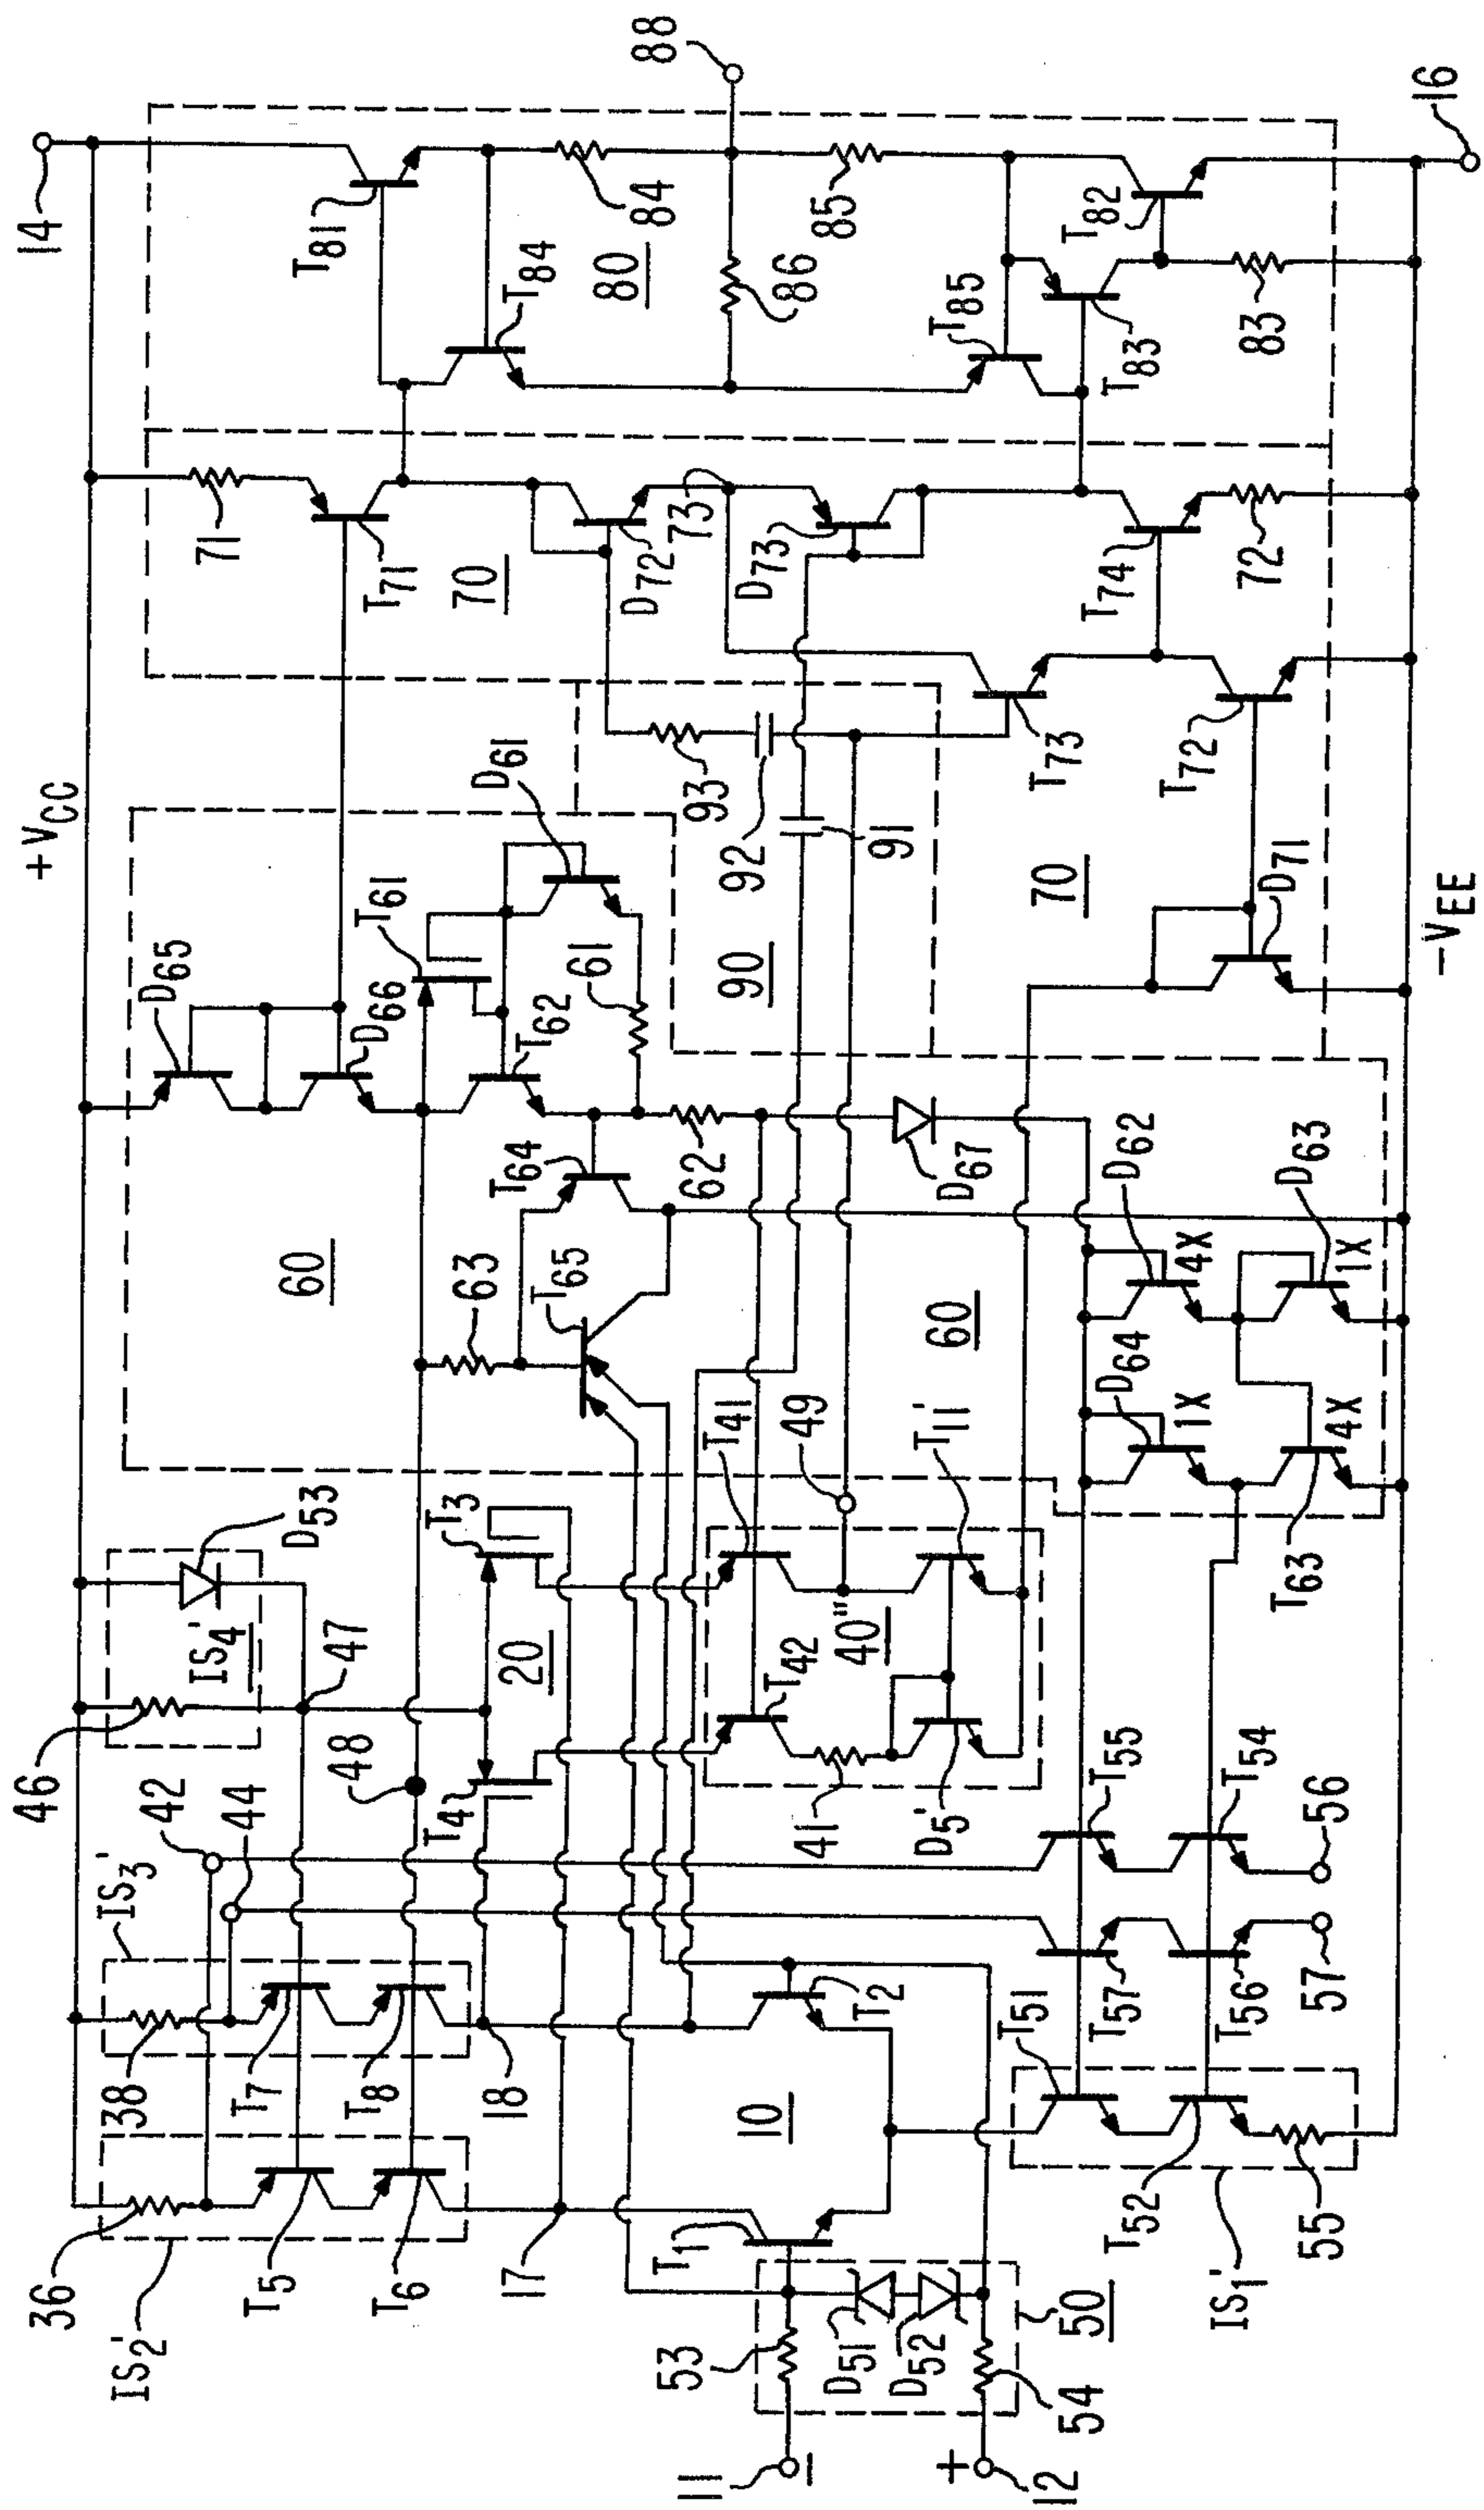 +VCC
14
IS2'
36
T5
T6
17
38
IS3'
T7
T8
18
42
44
46
IS4'
D53
47
48
T4
20
T3
60
63
T65
T64
D65
D66
T61
T62
D61
61
62
90
93
92
91
70
71
T71
D72
73
D73
T81
T84
80
84
86
88
85
T85
T83
T82
83
16
11
-
12
+
53
D51
D52
54
50
T1
10
T2
T51
T52
IS1'
55
T57
T56
57
T55
T54
56
T42
41
D5'
40"
T41
49
T11'
60
D67
D64
1X
D62
4X
T63
4X
D63
1X
T73
T72
70
D71
T74
72
-VEE